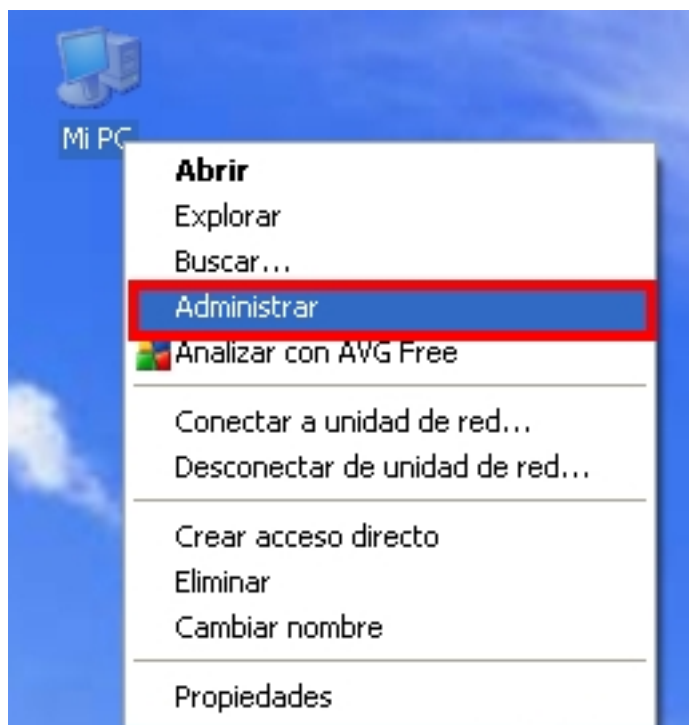 Mi PC
Abrir
Explorar
Buscar...
Administrar
Analizar con AVG Free
Conectar a unidad de red...
Desconectar de unidad de red...
Crear acceso directo
Eliminar
Cambiar nombre
Propiedades